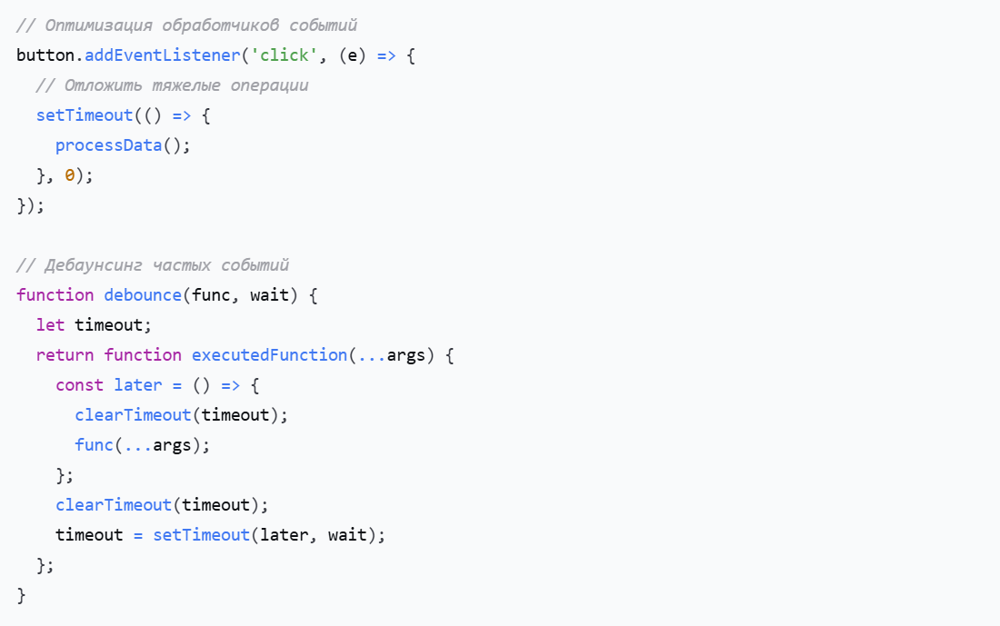 // Оптимизация обработчиков событий
button.addEventListener('click', (e) => {
  // Отложить тяжелые операции
  setTimeout(() => {
    processData();
  }, 0);
});

// Дебаунсинг частых событий
function debounce(func, wait) {
  let timeout;
  return function executedFunction(...args) {
    const later = () => {
      clearTimeout(timeout);
      func(...args);
    };
    clearTimeout(timeout);
    timeout = setTimeout(later, wait);
  };
}